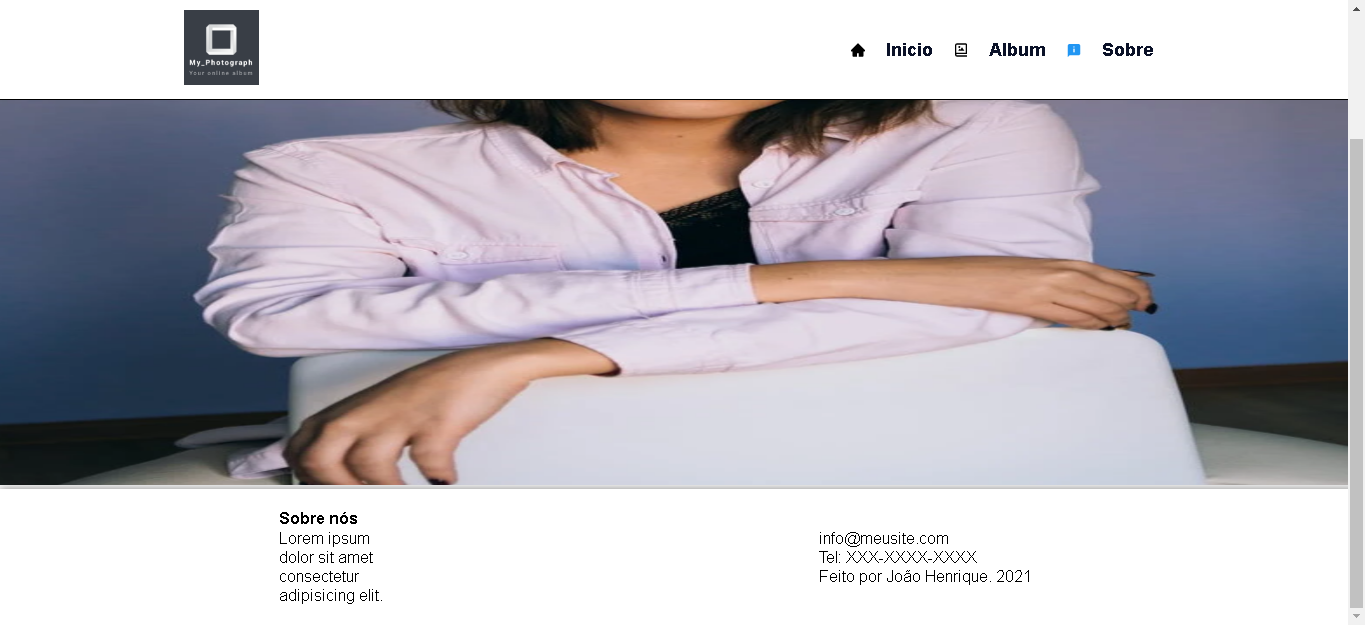 My_Photograph
Your online album
Inicio
Album
Sobre
Sobre nós
Lorem ipsum
dolor sit amet
consectetur
adipisicing elit.
info@meusite.com
Tel: XXX-XXXX-XXXX
Feito por João Henrique. 2021